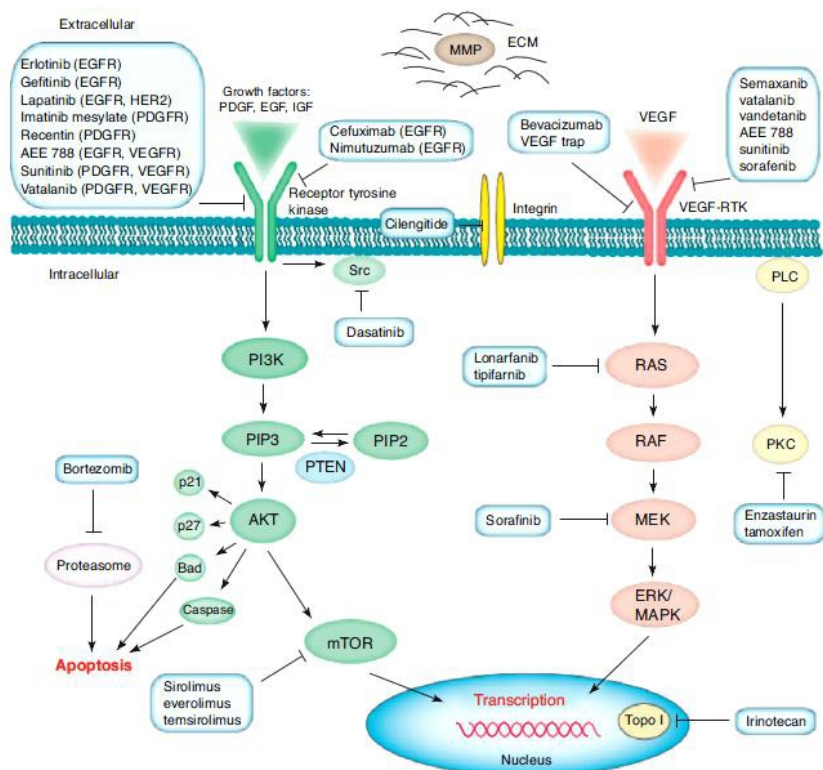 Extracellular
Erlotinib (EGFR)
Gefitinib (EGFR)
Lapatinib (EGFR, HER2)
Imatinib mesylate (PDGFR)
Recentin (PDGFR)
AEE 788 (EGFR, VEGFR)
Sunitinib (PDGFR, VEGFR)
Vatalanib (PDGFR, VEGFR)
Growth factors:
PDGF, EGF, IGF
Cefuximab (EGFR)
Nimutuzumab (EGFR)
Receptor tyrosine
kinase
MMP
ECM
Bevacizumab
VEGF trap
VEGF
Semaxanib
vatalanib
vandetanib
AEE 788
sunitinib
sorafenib
VEGF-RTK
Cilengitide
Integrin
Intracellular
Src
Dasatinib
PLC
PI3K
Lonarfanib
tipifarnib
RAS
PIP3
PIP2
PTEN
RAF
PKC
Bortezomib
p21
p27
AKT
Sorafinib
MEK
Enzastaurin
tamoxifen
Proteasome
Bad
Caspase
ERK/
MAPK
Apoptosis
mTOR
Sirolimus
everolimus
temsirolimus
Transcription
Topo I
Irinotecan
Nucleus